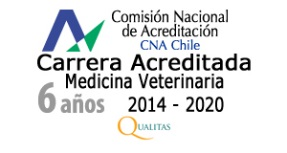 Comisión Nacional
de Acreditación
CNA Chile
Carrera Acreditada
Medicina Veterinaria
6 años 2014 - 2020
QUALITAS